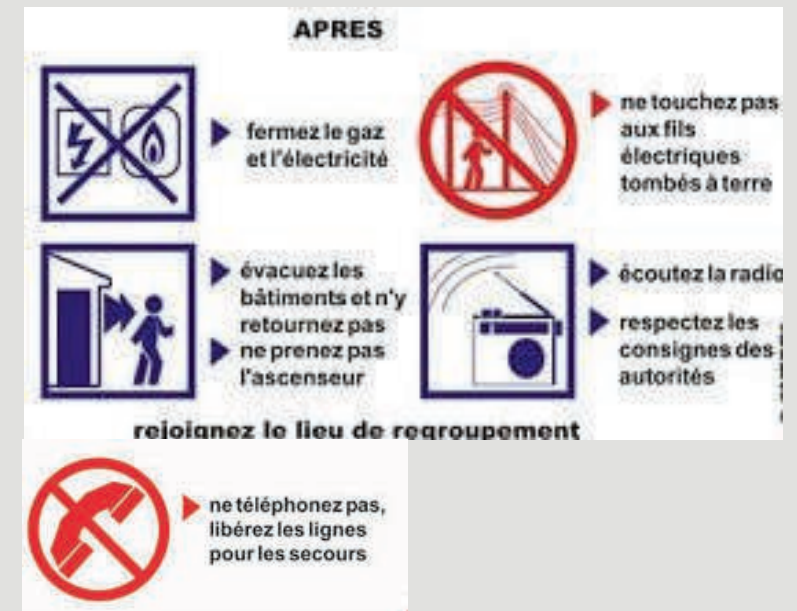 APRES
fermez le gaz
et l'électricité
ne touchez pas
aux fils
électriques
tombés à terre
évacuez les
bâtiments et n'y
retournez pas
ne prenez pas
l'ascenseur
écoutez la radio
respectez les
consignes des
autorités
rejoignez le lieu de regroupement
ne téléphonez pas,
libérez les lignes
pour les secours